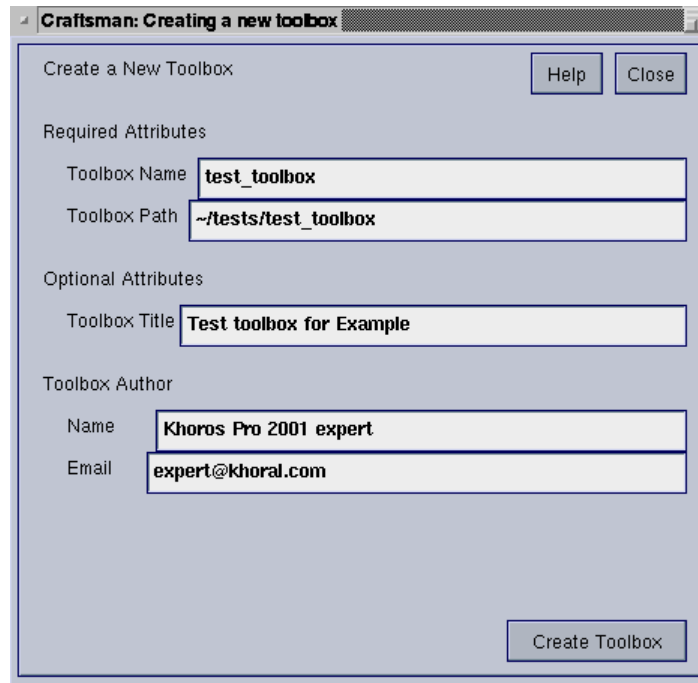 Craftsman: Creating a new toolbox
Create a New Toolbox Help Close
Required Attributes
Toolbox Name test_toolbox
Toolbox Path ~/tests/test_toolbox
Optional Attributes
Toolbox Title Test toolbox for Example
Toolbox Author
Name Khoros Pro 2001 expert
Email expert@khoral.com
Create Toolbox